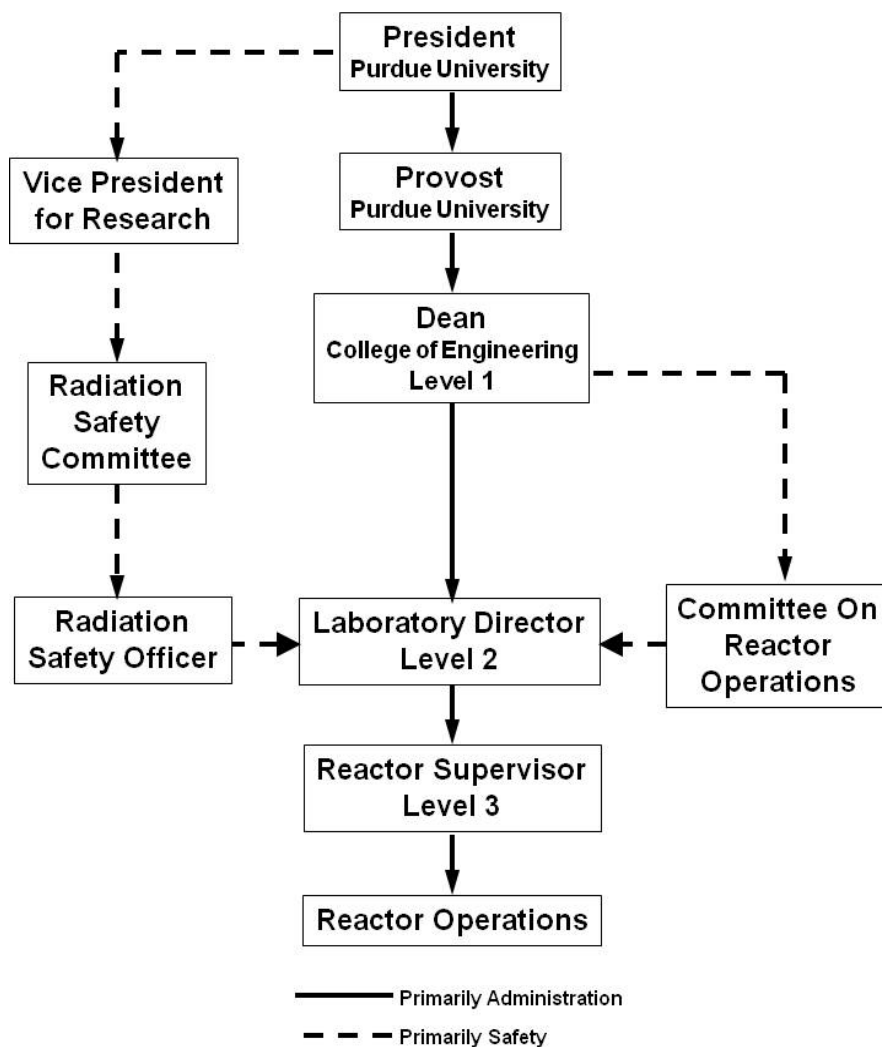 President
Purdue University
Provost
Purdue University
Vice President
for Research
Dean
College of Engineering
Level 1
Radiation
Safety
Committee
Radiation
Safety Officer
Laboratory Director
Level 2
Committee On
Reactor
Operations
Reactor Supervisor
Level 3
Reactor Operations
Primarily Administration
Primarily Safety